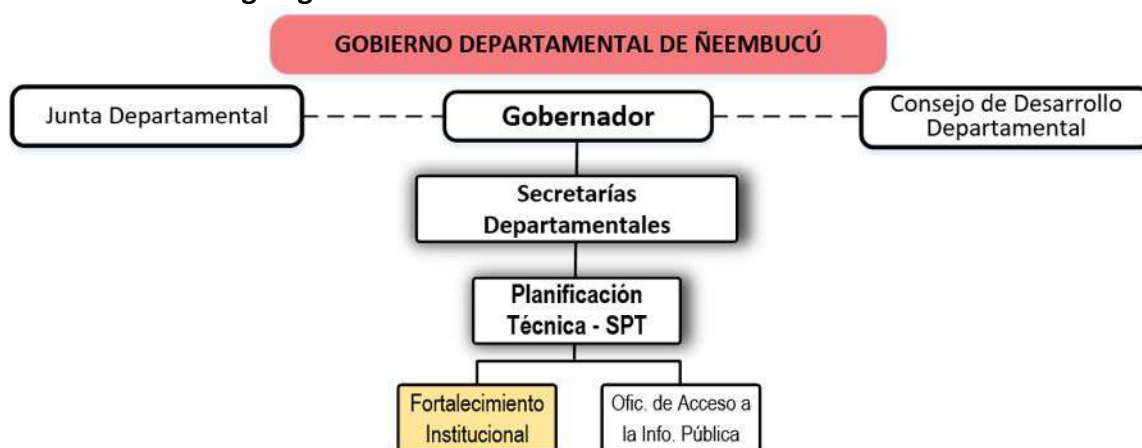 GOBIERNO DEPARTAMENTAL DE ÑEEMBUCÚ
Junta Departamental
Gobernador
Consejo de Desarrollo
Departamental
Secretarías
Departamentales
Planificación
Técnica - SPT
Fortalecimiento
Institucional
Ofic. de Acceso a
la Info. Pública